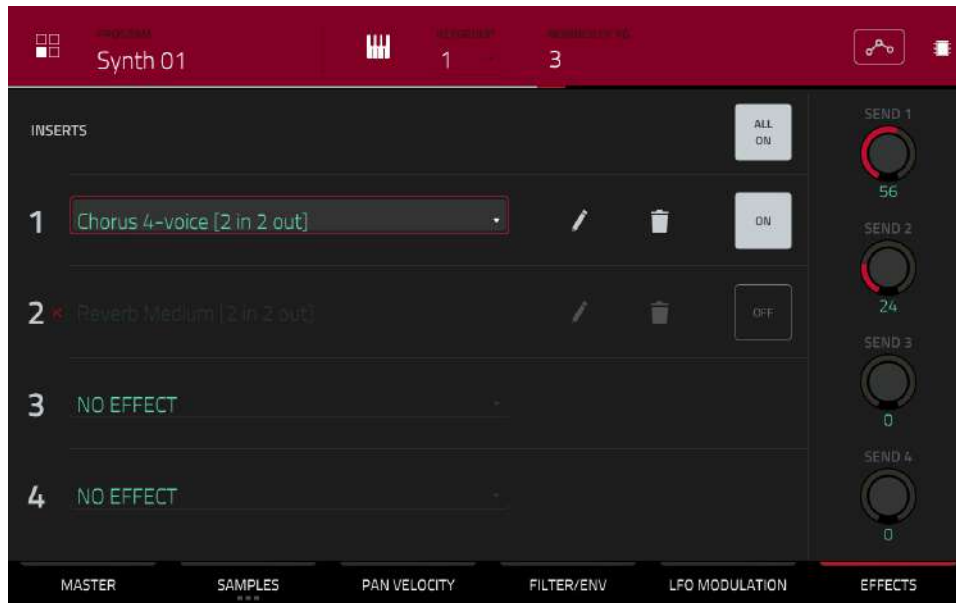 PROGRAM
Synth 01
KEYGROUP
1
3
INSERTS
ALL
ON
1
Chorus 4-voice [2 in 2 out]
ON
2
Reverb Medium [2 in 2 out]
OFF
3
NO EFFECT
4
NO EFFECT
SEND 1
56
SEND 2
24
SEND 3
0
SEND 4
0
MASTER
SAMPLES
PAN VELOCITY
FILTER/ENV
LFO MODULATION
EFFECTS